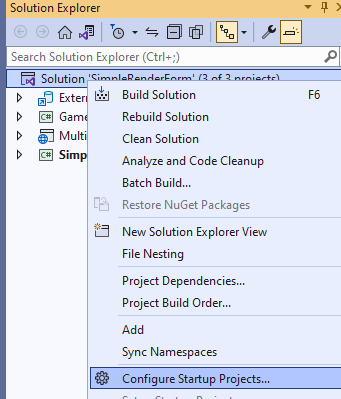 Solution Explorer
Search Solution Explorer (Ctrl+;)
Solution 'SimpleRenderForm' (3 of 3 projects)
Exter
C# Game
Multi
C# Simp
Build Solution F6
Rebuild Solution
Clean Solution
Analyze and Code Cleanup
Batch Build...
Restore NuGet Packages
New Solution Explorer View
File Nesting
Project Dependencies...
Project Build Order...
Add
Sync Namespaces
Configure Startup Projects...